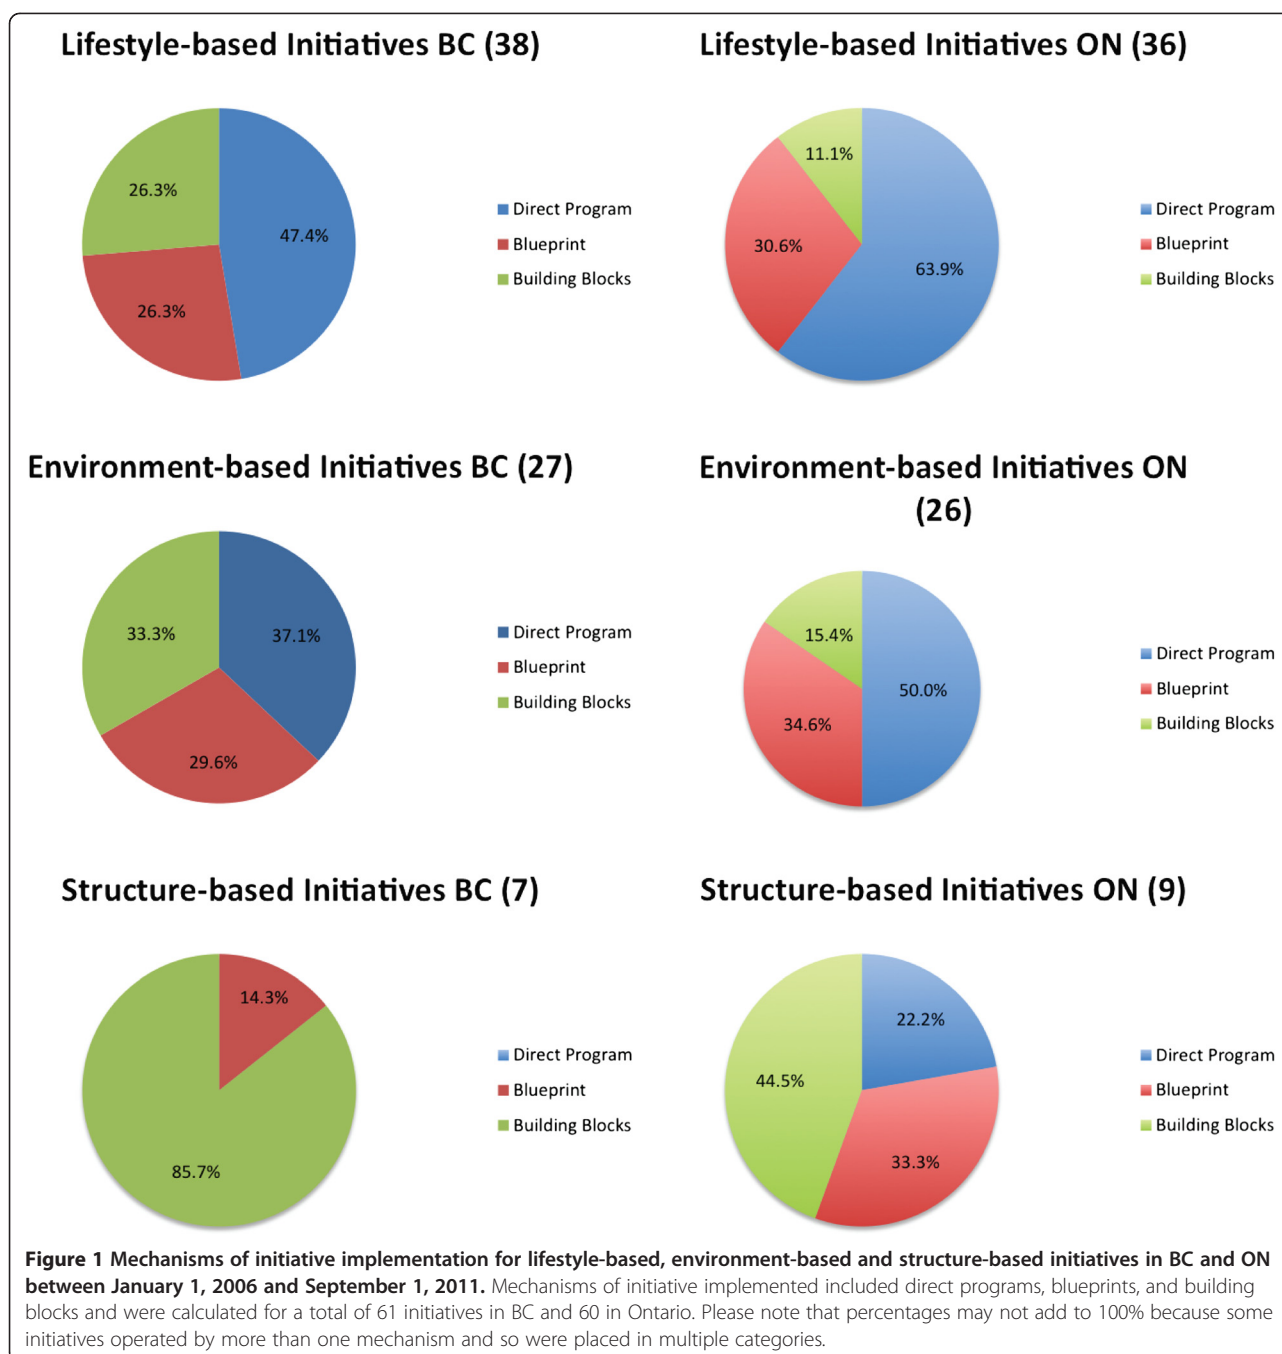 Lifestyle-based Initiatives BC (38)
26.3%
47.4%
26.3%
Direct Program
Blueprint
Building Blocks
Lifestyle-based Initiatives ON (36)
11.1%
30.6%
63.9%
Direct Program
Blueprint
Building Blocks
Environment-based Initiatives BC (27)
33.3%
37.1%
29.6%
Direct Program
Blueprint
Building Blocks
Environment-based Initiatives ON
(26)
15.4%
50.0%
34.6%
Direct Program
Blueprint
Building Blocks
Structure-based Initiatives BC (7)
14.3%
85.7%
Direct Program
Blueprint
Building Blocks
Structure-based Initiatives ON (9)
22.2%
44.5%
33.3%
Direct Program
Blueprint
Building Blocks
Figure 1 Mechanisms of initiative implementation for lifestyle-based, environment-based and structure-based initiatives in BC and ON
between January 1, 2006 and September 1, 2011. Mechanisms of initiative implemented included direct programs, blueprints, and building
blocks and were calculated for a total of 61 initiatives in BC and 60 in Ontario. Please note that percentages may not add to 100% because some
initiatives operated by more than one mechanism and so were placed in multiple categories.